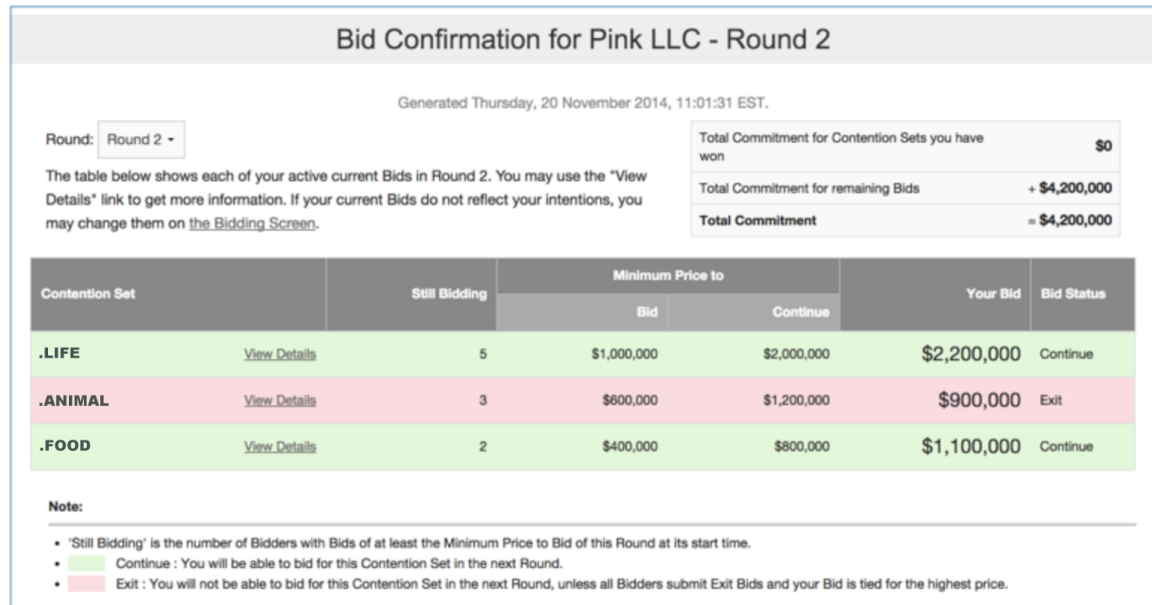 Bid Confirmation for Pink LLC - Round 2
Generated Thursday, 20 November 2014, 11:01:31 EST.
Round: Round 2
The table below shows each of your active current Bids in Round 2. You may use the "View
Details" link to get more information. If your current Bids do not reflect your intentions, you
may change them on the Bidding Screen.
Total Commitment for Contention Sets you have
won $0
Total Commitment for remaining Bids + $4,200,000
Total Commitment = $4,200,000
Contention Set Still Bidding Minimum Price to Your Bid Bid Status
Bid Continue
.LIFE View Details 5 $1,000,000 $2,000,000 $2,200,000 Continue
.ANIMAL View Details 3 $600,000 $1,200,000 $900,000 Exit
.FOOD View Details 2 $400,000 $800,000 $1,100,000 Continue
Note:
• 'Still Bidding' is the number of Bidders with Bids of at least the Minimum Price to Bid of this Round at its start time.
• Continue : You will be able to bid for this Contention Set in the next Round.
• Exit : You will not be able to bid for this Contention Set in the next Round, unless all Bidders submit Exit Bids and your Bid is tied for the highest price.